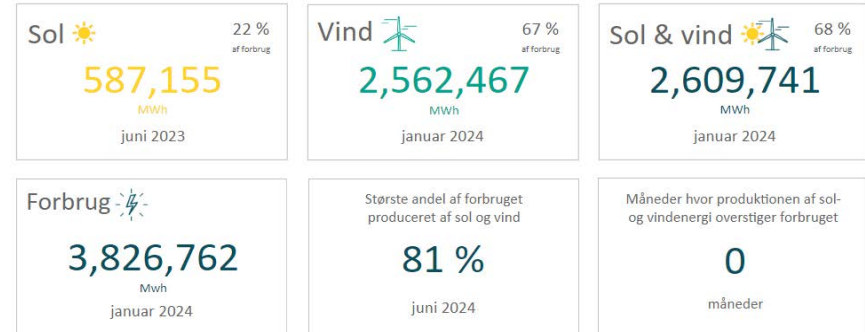 Sol
22 %
af forbrug
587,155
MWh
juni 2023
Vind
67 %
af forbrug
2,562,467
MWh
januar 2024
Sol & vind
68 %
af forbrug
2,609,741
MWh
januar 2024
Forbrug
3,826,762
Mwh
januar 2024
Største andel af forbruget
produceret af sol og vind
81 %
juni 2024
Måneder hvor produktionen af sol-
og vindenergi overstiger forbruget
0
måneder